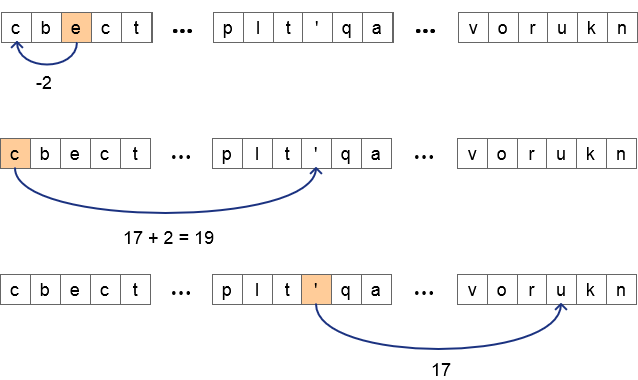 c b e c t ... p l t ' q a ... v o r u k n
-2
c b e c t ... p l t ' q a ... v o r u k n
17 + 2 = 19
c b e c t ... p l t ' q a ... v o r u k n
17